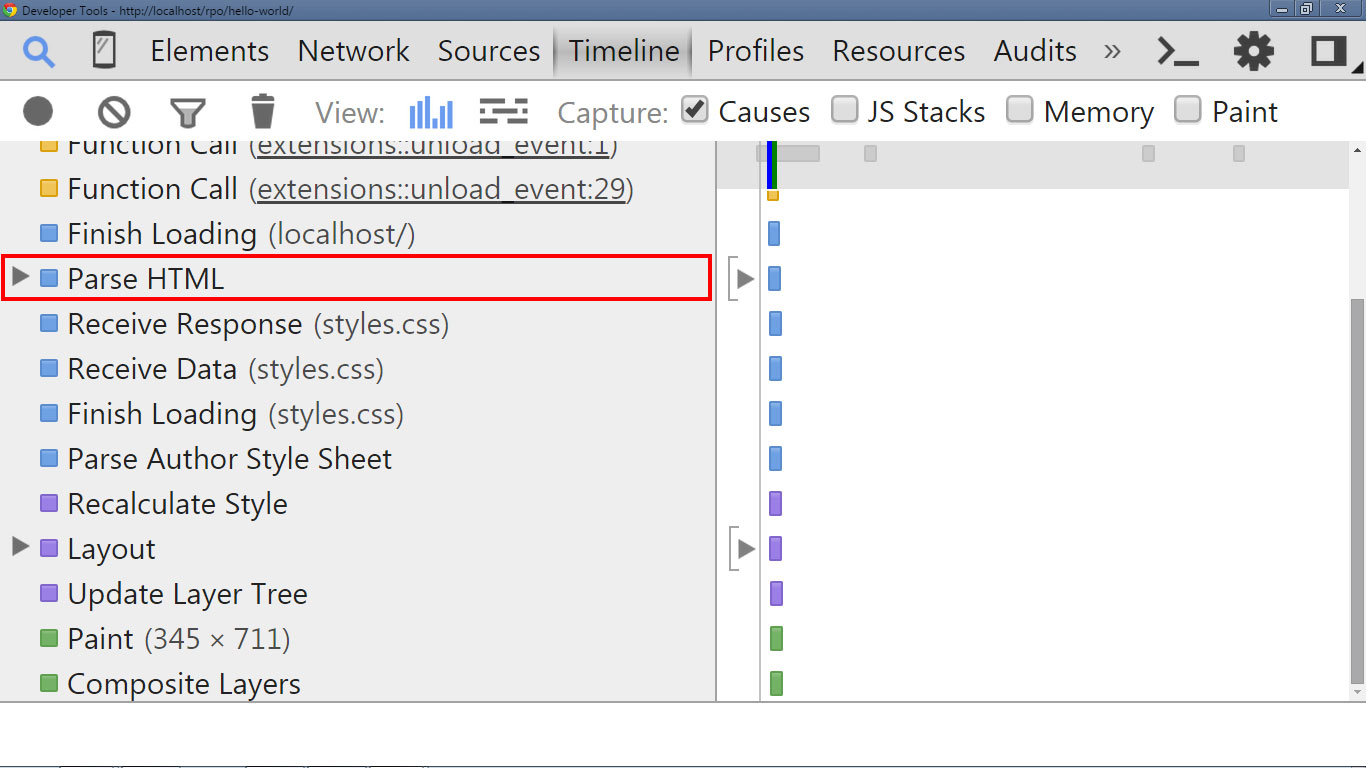 Developer Tools - http://localhost/rpo/hello-world/
Elements Network Sources Timeline Profiles Resources Audits »
View: Capture: Causes JS Stacks Memory Paint
Function Call (extensions::unload_event:1)
Function Call (extensions::unload_event:29)
Finish Loading (localhost/)
Parse HTML
Receive Response (styles.css)
Receive Data (styles.css)
Finish Loading (styles.css)
Parse Author Style Sheet
Recalculate Style
Layout
Update Layer Tree
Paint (345 × 711)
Composite Layers